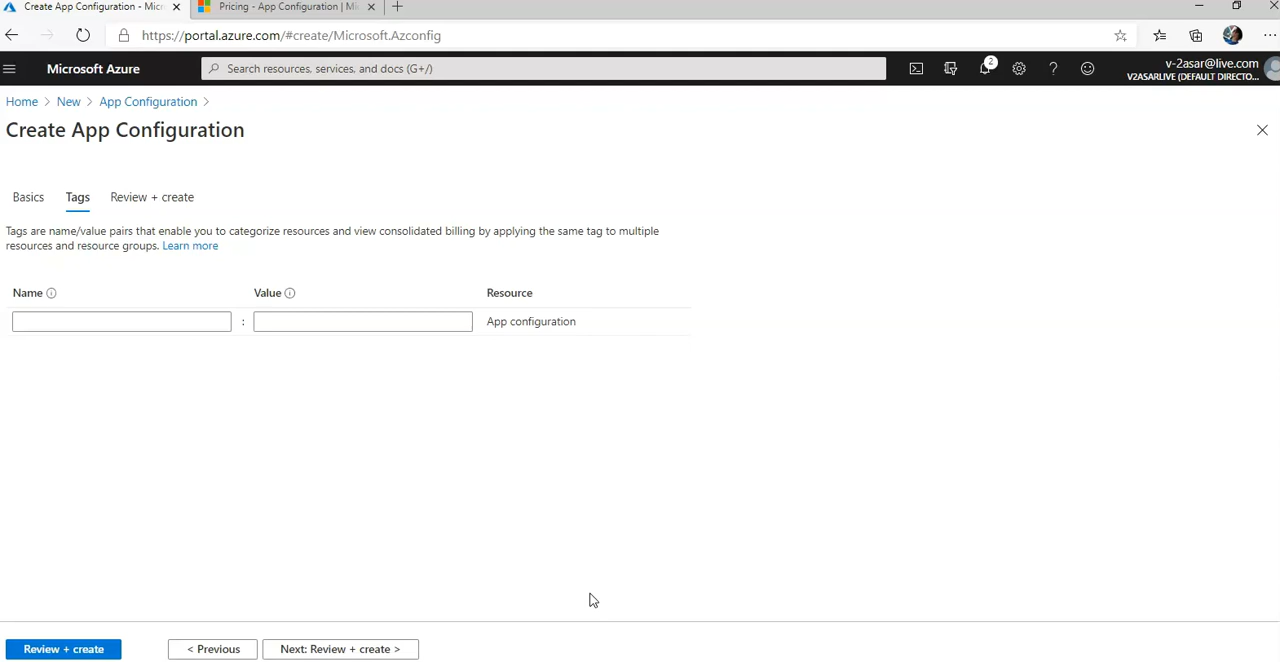 Create App Configuration - Micr
Pricing - App Configuration | Mi
https://portal.azure.com/#create/Microsoft.Azconfig
Microsoft Azure
Search resources, services, and docs (G+/)
2
v-2asar@live.com
V2ASARLIVE (DEFAULT DIRECTO...
Home > New > App Configuration >
Create App Configuration
Basics Tags Review + create
Tags are name/value pairs that enable you to categorize resources and view consolidated billing by applying the same tag to multiple
resources and resource groups. Learn more
Name Value Resource
: App configuration
Review + create < Previous Next: Review + create >